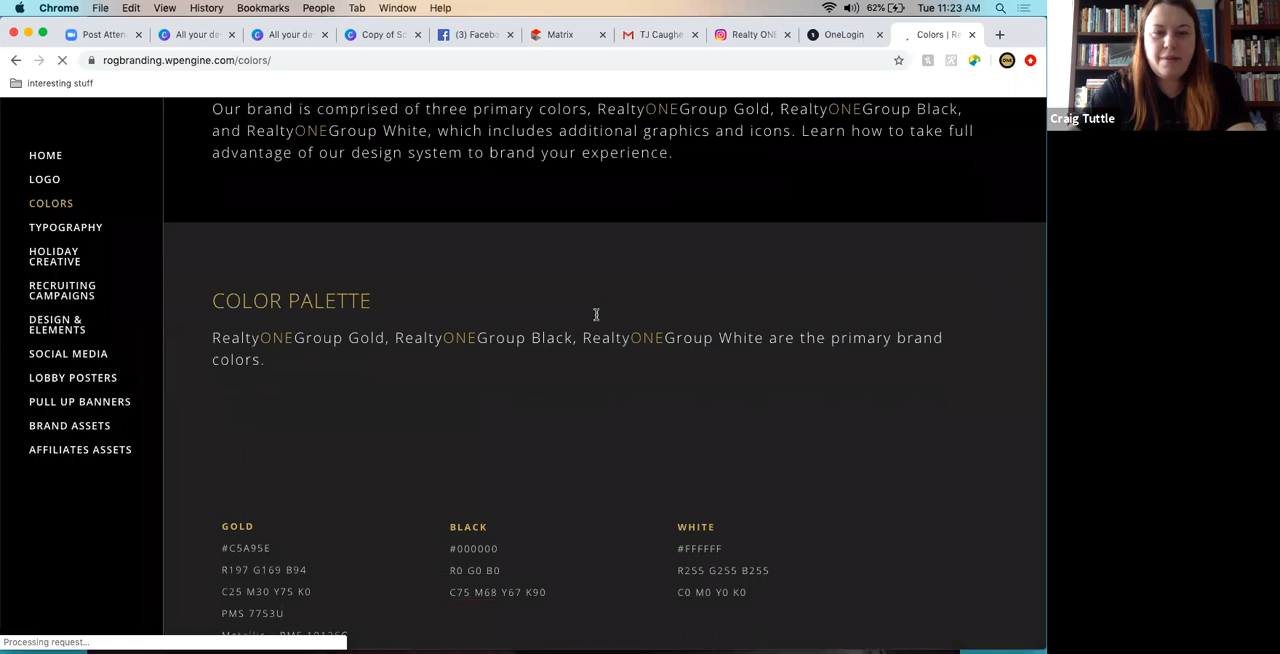 Chrome File Edit View History Bookmarks People Tab Window Help 62% Tue 11:23 AM
Post Atten All your de All your de Copy of So (3) Facebo Matrix TJ Caughe Realty ONE OneLogin Colors | Re
rogbranding.wpengine.com/colors/
interesting stuff
Craig Tuttle
HOME
LOGO
COLORS
TYPOGRAPHY
HOLIDAY
CREATIVE
RECRUITING
CAMPAIGNS
DESIGN &
ELEMENTS
SOCIAL MEDIA
LOBBY POSTERS
PULL UP BANNERS
BRAND ASSETS
AFFILIATES ASSETS
Our brand is comprised of three primary colors, RealtyONEGroup Gold, RealtyONEGroup Black,
and RealtyONEGroup White, which includes additional graphics and icons. Learn how to take full
advantage of our design system to brand your experience.
COLOR PALETTE
RealtyONEGroup Gold, RealtyONEGroup Black, RealtyONEGroup White are the primary brand
colors.
GOLD
#C5A95E
R197 G169 B94
C25 M30 Y75 K0
PMS 7753U
BLACK
#000000
R0 G0 B0
C75 M68 Y67 K90
WHITE
#FFFFFF
R255 G255 B255
C0 M0 Y0 K0
Processing request...